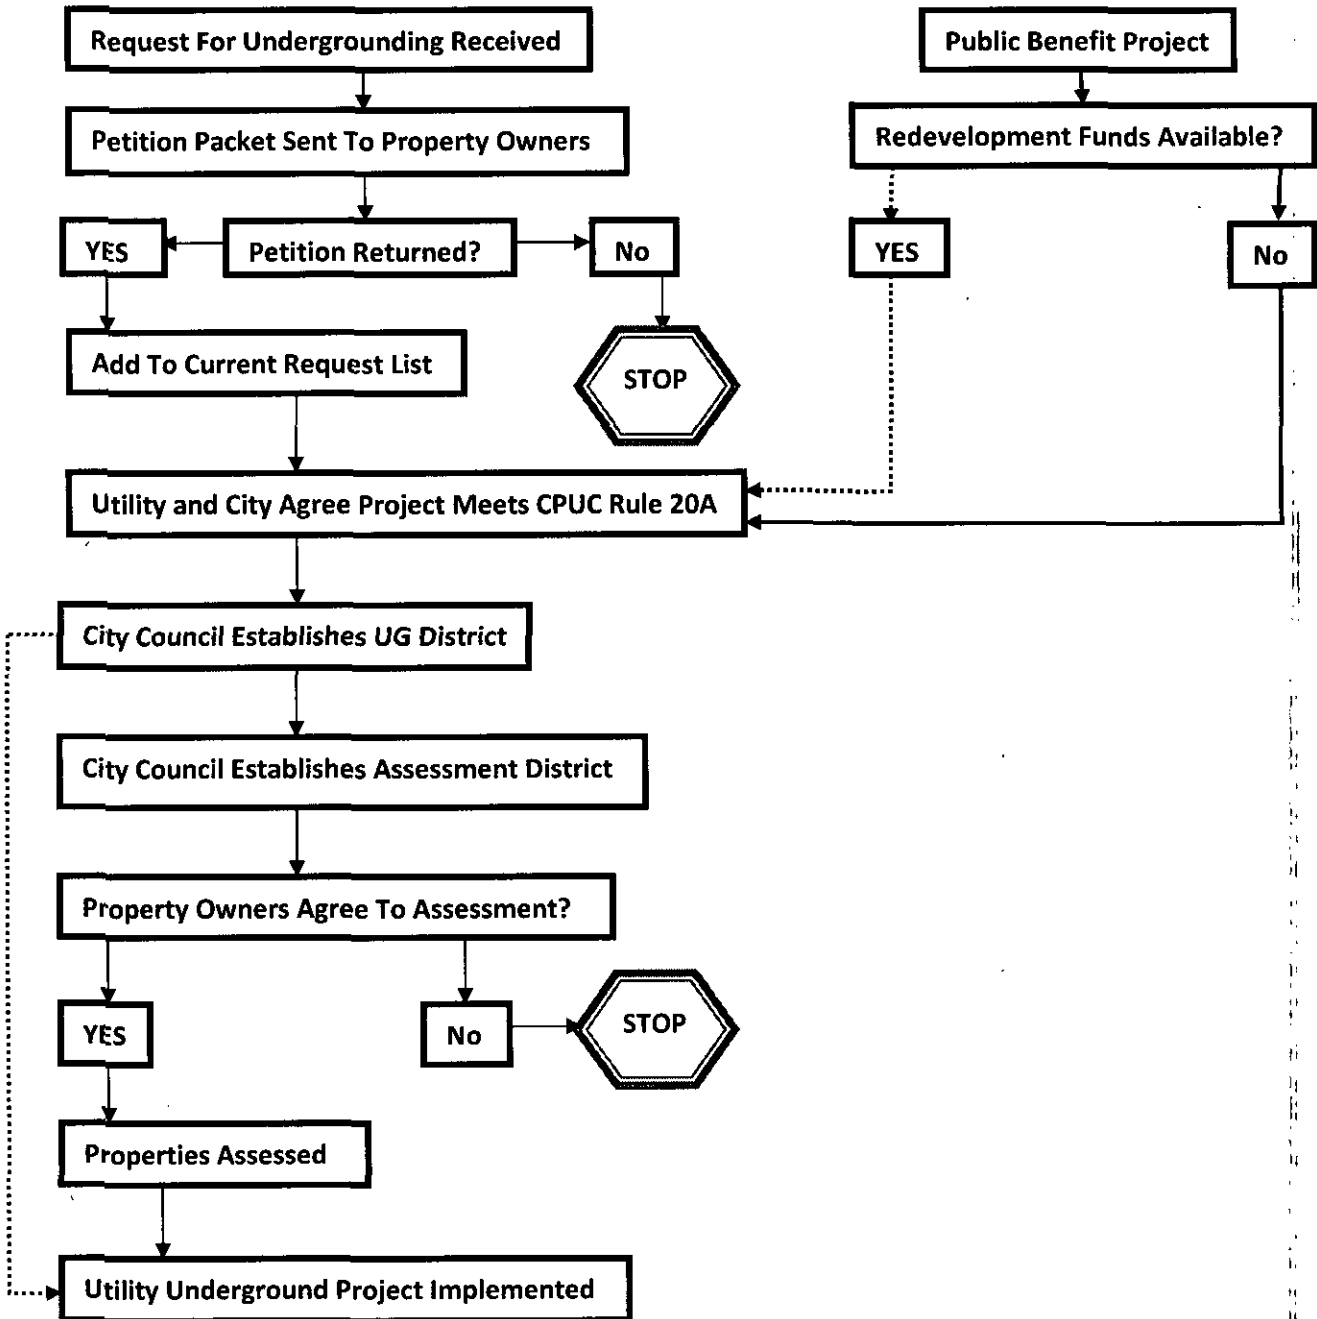 Request For Undergrounding Received
Public Benefit Project
Petition Packet Sent To Property Owners
Redevelopment Funds Available?
YES
Petition Returned?
No
YES
No
Add To Current Request List
STOP
Utility and City Agree Project Meets CPUC Rule 20A
City Council Establishes UG District
City Council Establishes Assessment District
Property Owners Agree To Assessment?
YES
No
STOP
Properties Assessed
Utility Underground Project Implemented